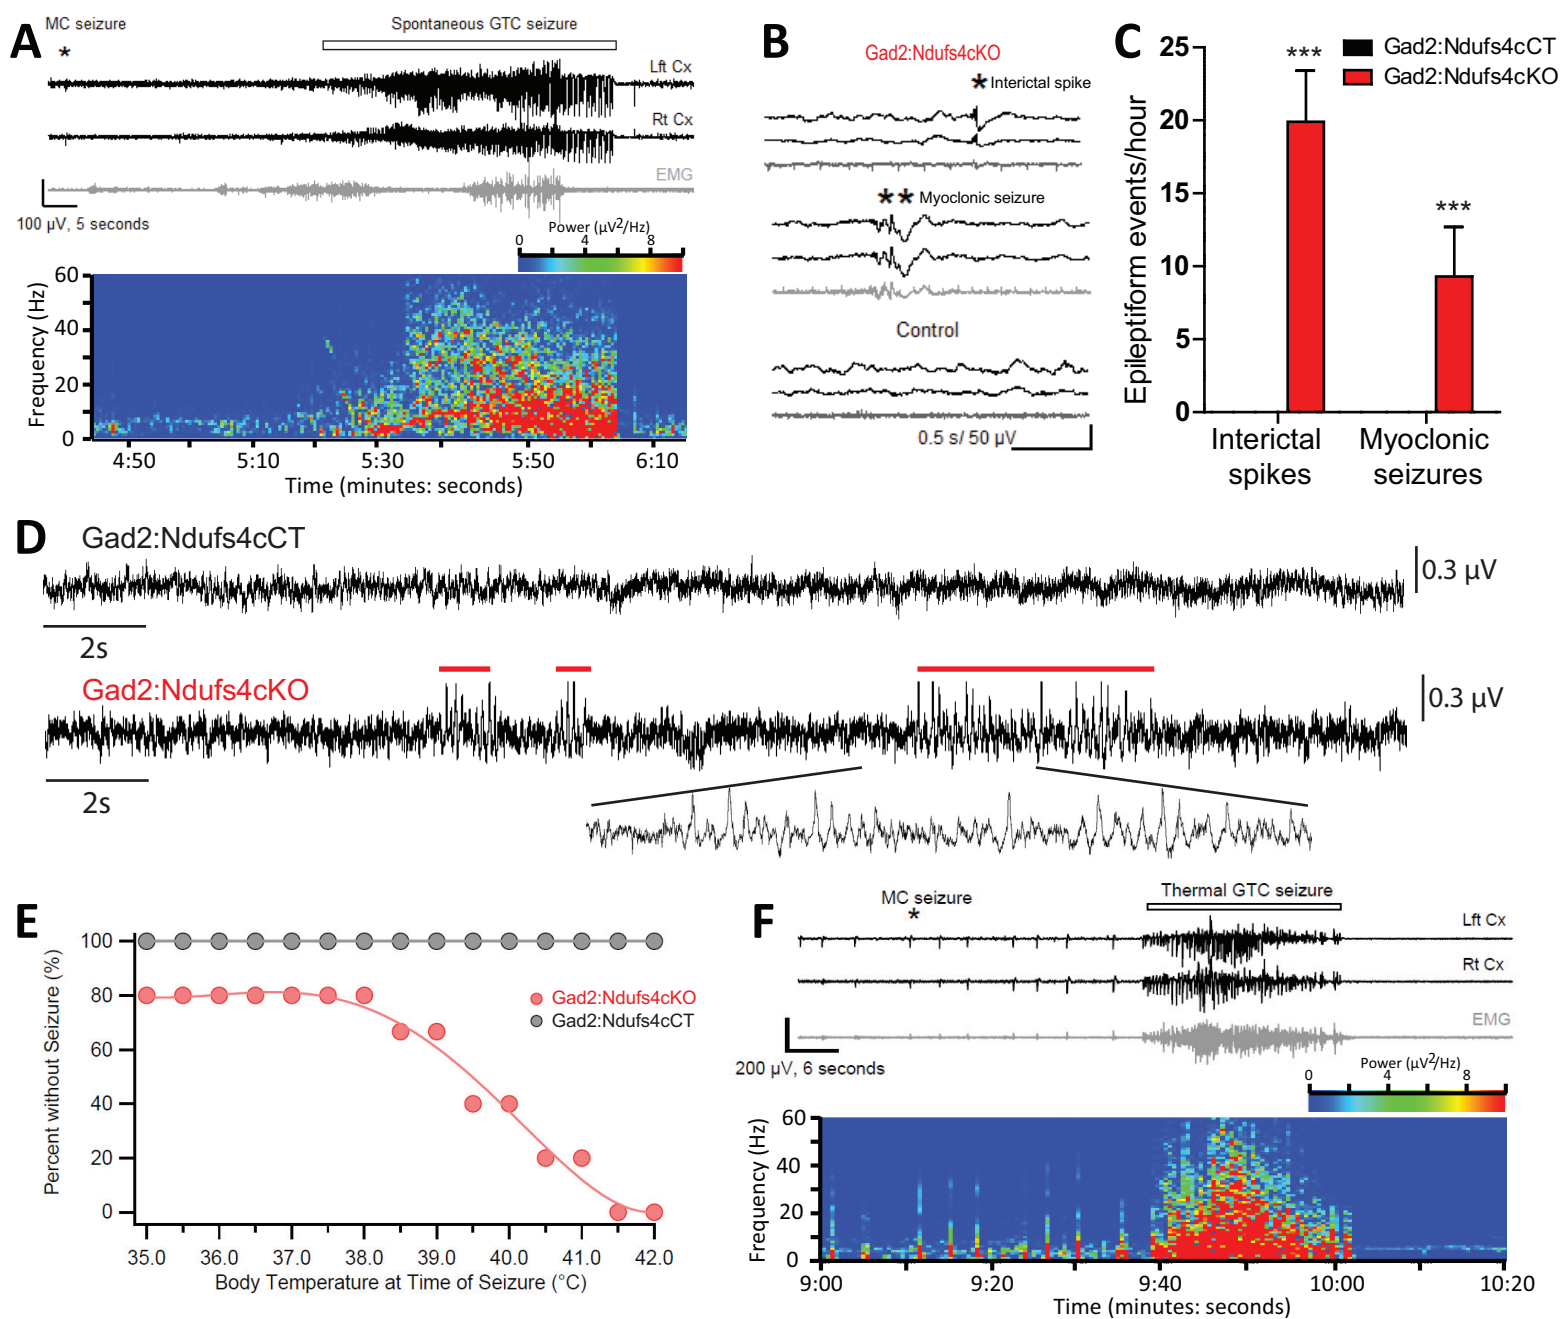 A
MC seizure
*
Spontaneous GTC seizure
Lft Cx
Rt Cx
EMG
100 µV, 5 seconds
Power (µV²/Hz)
0 4 8
Frequency (Hz)
60
40
20
0
4:50 5:10 5:30 5:50 6:10
Time (minutes: seconds)
B
Gad2:Ndufs4cKO
* Interictal spike
** Myoclonic seizure
Control
0.5 s/ 50 µV
C
Gad2:Ndufs4cCT
Gad2:Ndufs4cKO
Epileptiform events/hour
25
20
15
10
5
0
***
***
Interictal
spikes
Myoclonic
seizures
D
Gad2:Ndufs4cCT
0.3 µV
2s
Gad2:Ndufs4cKO
0.3 µV
2s
E
Percent without Seizure (%)
100
80
60
40
20
0
Gad2:Ndufs4cKO
Gad2:Ndufs4cCT
35.0 36.0 37.0 38.0 39.0 40.0 41.0 42.0
Body Temperature at Time of Seizure (°C)
F
MC seizure
*
Thermal GTC seizure
Lft Cx
Rt Cx
EMG
200 µV, 6 seconds
Power (µV²/Hz)
0 4 8
Frequency (Hz)
60
40
20
0
9:00 9:20 9:40 10:00 10:20
Time (minutes: seconds)